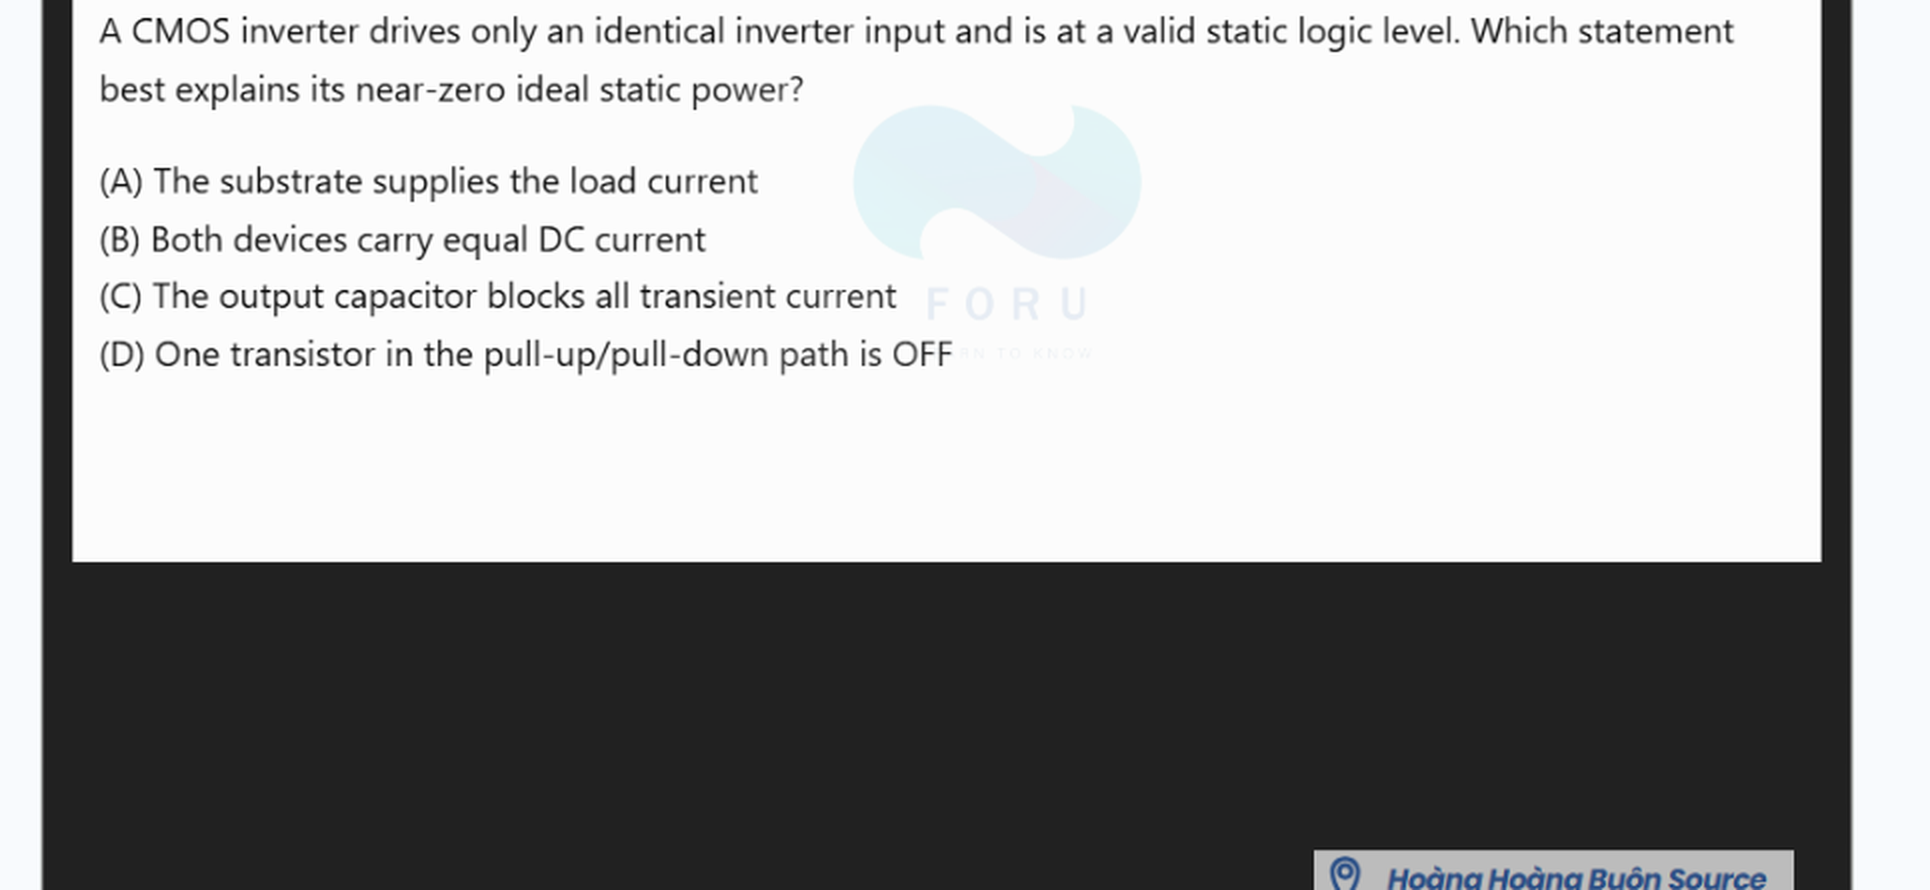 A CMOS inverter drives only an identical inverter input and is at a valid static logic level. Which statement
best explains its near-zero ideal static power?
(A) The substrate supplies the load current
(B) Both devices carry equal DC current
(C) The output capacitor blocks all transient current
(D) One transistor in the pull-up/pull-down path is OFF
FORU
TO KNOW
Hoàng Hoàng Buôn Source